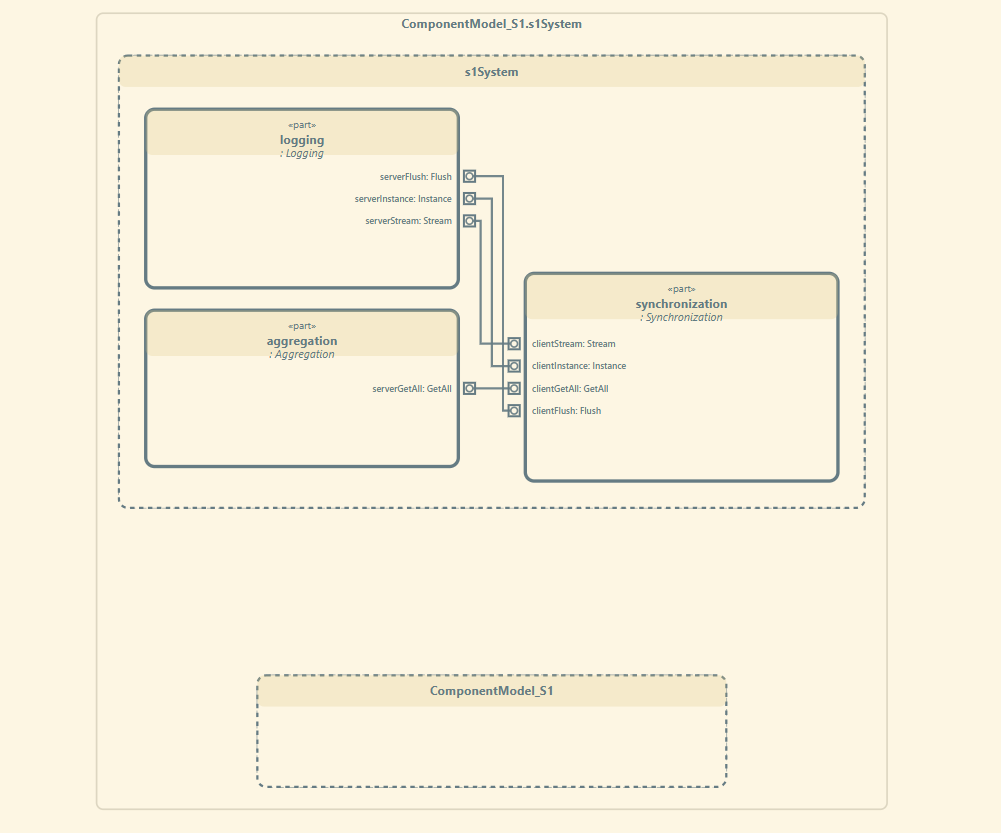 ComponentModel_S1.s1System
s1System
«part»
logging
: Logging
serverFlush: Flush
serverInstance: Instance
serverStream: Stream
«part»
aggregation
: Aggregation
serverGetAll: GetAll
«part»
synchronization
: Synchronization
clientStream: Stream
clientInstance: Instance
clientGetAll: GetAll
clientFlush: Flush
ComponentModel_S1